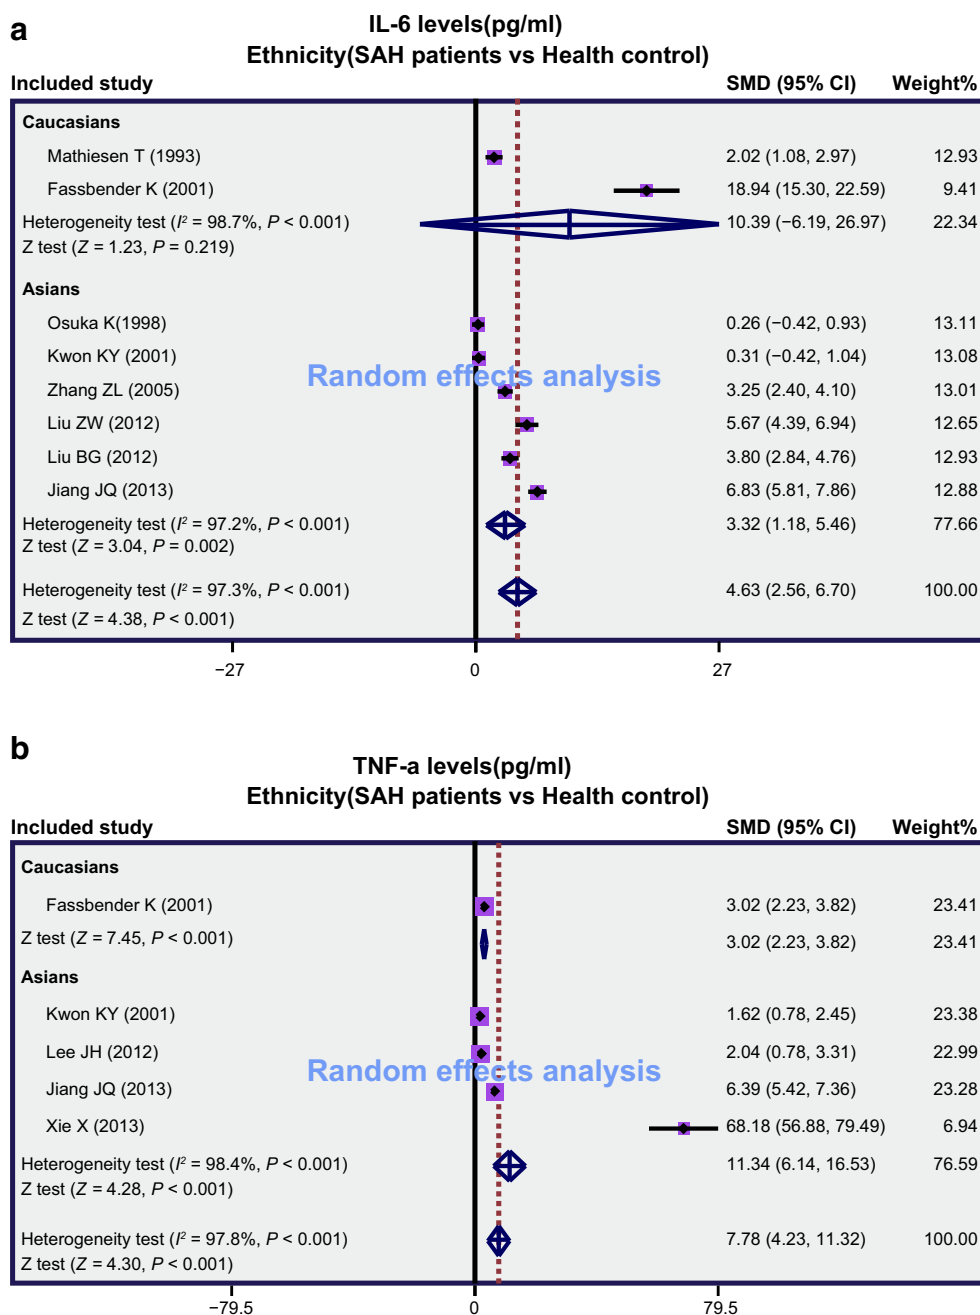 a
IL-6 levels(pg/ml)
Ethnicity(SAH patients vs Health control)
Included study SMD (95% CI) Weight%
Caucasians
Mathiesen T (1993) 2.02 (1.08, 2.97) 12.93
Fassbender K (2001) 18.94 (15.30, 22.59) 9.41
Heterogeneity test (I² = 98.7%, P < 0.001) 10.39 (−6.19, 26.97) 22.34
Z test (Z = 1.23, P = 0.219)
Asians
Osuka K(1998) 0.26 (−0.42, 0.93) 13.11
Kwon KY (2001) 0.31 (−0.42, 1.04) 13.08
Random effects analysis
Zhang ZL (2005) 3.25 (2.40, 4.10) 13.01
Liu ZW (2012) 5.67 (4.39, 6.94) 12.65
Liu BG (2012) 3.80 (2.84, 4.76) 12.93
Jiang JQ (2013) 6.83 (5.81, 7.86) 12.88
Heterogeneity test (I² = 97.2%, P < 0.001) 3.32 (1.18, 5.46) 77.66
Z test (Z = 3.04, P = 0.002)
Heterogeneity test (I² = 97.3%, P < 0.001) 4.63 (2.56, 6.70) 100.00
Z test (Z = 4.38, P < 0.001)
−27 0 27
b
TNF-a levels(pg/ml)
Ethnicity(SAH patients vs Health control)
Included study SMD (95% CI) Weight%
Caucasians
Fassbender K (2001) 3.02 (2.23, 3.82) 23.41
Z test (Z = 7.45, P < 0.001) 3.02 (2.23, 3.82) 23.41
Asians
Kwon KY (2001) 1.62 (0.78, 2.45) 23.38
Lee JH (2012) 2.04 (0.78, 3.31) 22.99
Random effects analysis
Jiang JQ (2013) 6.39 (5.42, 7.36) 23.28
Xie X (2013) 68.18 (56.88, 79.49) 6.94
Heterogeneity test (I² = 98.4%, P < 0.001) 11.34 (6.14, 16.53) 76.59
Z test (Z = 4.28, P < 0.001)
Heterogeneity test (I² = 97.8%, P < 0.001) 7.78 (4.23, 11.32) 100.00
Z test (Z = 4.30, P < 0.001)
−79.5 0 79.5